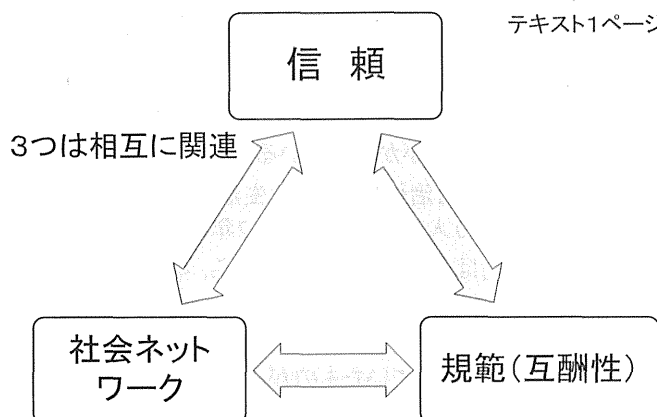 テキスト1ページ
信 頼
3つは相互に関連
社会ネット
ワーク
規範(互酬性)